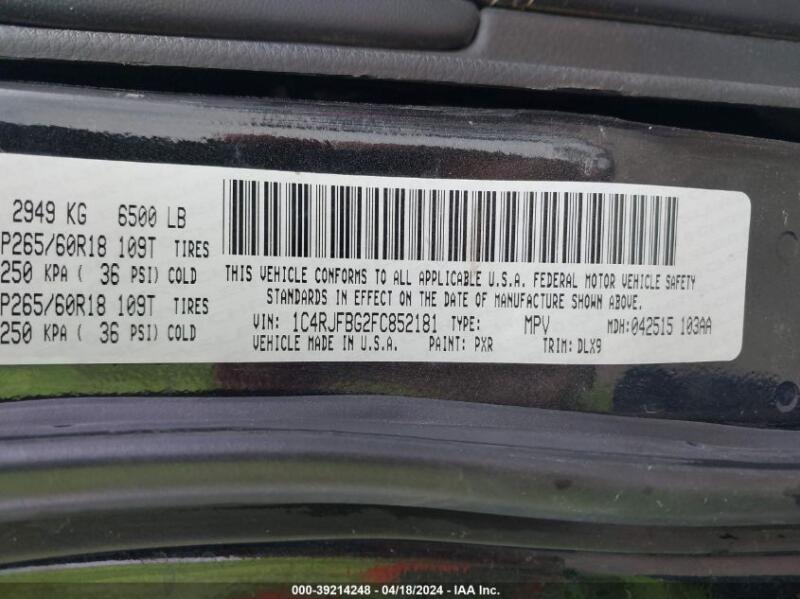 2949 KG 6500 LB
P265/60R18 109T TIRES
250 KPA ( 36 PSI) COLD
P265/60R18 109T TIRES
250 KPA ( 36 PSI) COLD
THIS VEHICLE CONFORMS TO ALL APPLICABLE U.S.A. FEDERAL MOTOR VEHICLE SAFETY
STANDARDS IN EFFECT ON THE DATE OF MANUFACTURE SHOWN ABOVE.
VIN: 1C4RJFBG2FC852181 TYPE: MPV MDH: 042515 103AA
VEHICLE MADE IN U.S.A. PAINT: PXR TRIM: DLX9
000-39214248 - 04/18/2024 - IAA Inc.